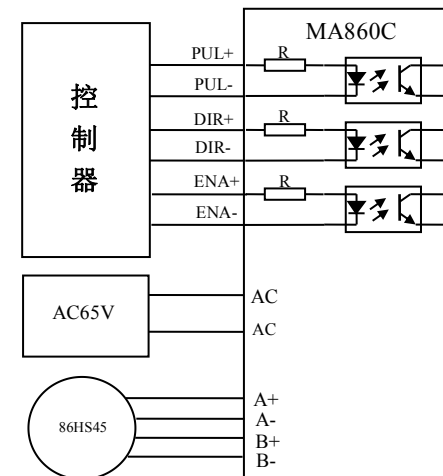 MA860C
PUL+
R
PUL-
控
制
器
DIR+
R
DIR-
ENA+
R
ENA-
AC65V
AC
AC
86HS45
A+
A-
B+
B-